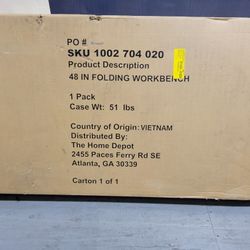 PO #
SKU 1002 704 020
Product Description
48 IN FOLDING WORKBENCH
1 Pack
Case Wt: 51 lbs
Country of Origin: VIETNAM
Distributed By:
The Home Depot
2455 Paces Ferry Rd SE
Atlanta, GA 30339
Carton 1 of 1